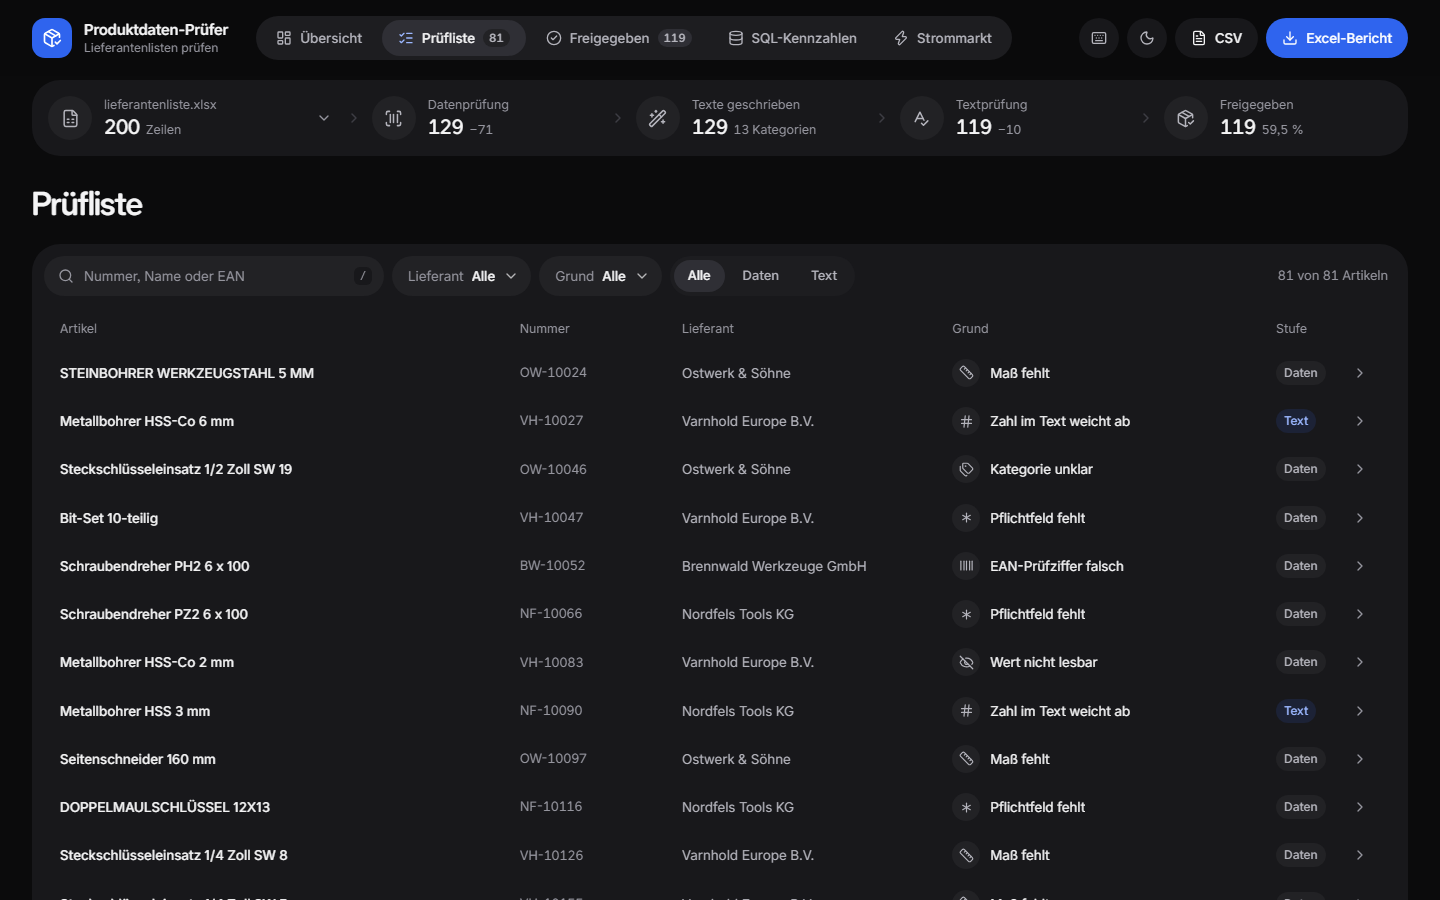 Produktdaten-Prüfer
Lieferantenlisten prüfen
Übersicht
Prüfliste 81
Freigegeben 119
SQL-Kennzahlen
Strommarkt
CSV
Excel-Bericht
lieferantenliste.xlsx
200 Zeilen
Datenprüfung
129 −71
Texte geschrieben
129 13 Kategorien
Textprüfung
119 −10
Freigegeben
119 59,5 %
Prüfliste
Nummer, Name oder EAN /
Lieferant Alle
Grund Alle
Alle Daten Text
81 von 81 Artikeln
Artikel Nummer Lieferant Grund Stufe
STEINBOHRER WERKZEUGSTAHL 5 MM OW-10024 Ostwerk & Söhne Maß fehlt Daten
Metallbohrer HSS-Co 6 mm VH-10027 Varnhold Europe B.V. Zahl im Text weicht ab Text
Steckschlüsseleinsatz 1/2 Zoll SW 19 OW-10046 Ostwerk & Söhne Kategorie unklar Daten
Bit-Set 10-teilig VH-10047 Varnhold Europe B.V. Pflichtfeld fehlt Daten
Schraubendreher PH2 6 x 100 BW-10052 Brennwald Werkzeuge GmbH EAN-Prüfziffer falsch Daten
Schraubendreher PZ2 6 x 100 NF-10066 Nordfels Tools KG Pflichtfeld fehlt Daten
Metallbohrer HSS-Co 2 mm VH-10083 Varnhold Europe B.V. Wert nicht lesbar Daten
Metallbohrer HSS 3 mm NF-10090 Nordfels Tools KG Zahl im Text weicht ab Text
Seitenschneider 160 mm OW-10097 Ostwerk & Söhne Maß fehlt Daten
DOPPELMAULSCHLÜSSEL 12X13 NF-10116 Nordfels Tools KG Pflichtfeld fehlt Daten
Steckschlüsseleinsatz 1/4 Zoll SW 8 VH-10126 Varnhold Europe B.V. Maß fehlt Daten